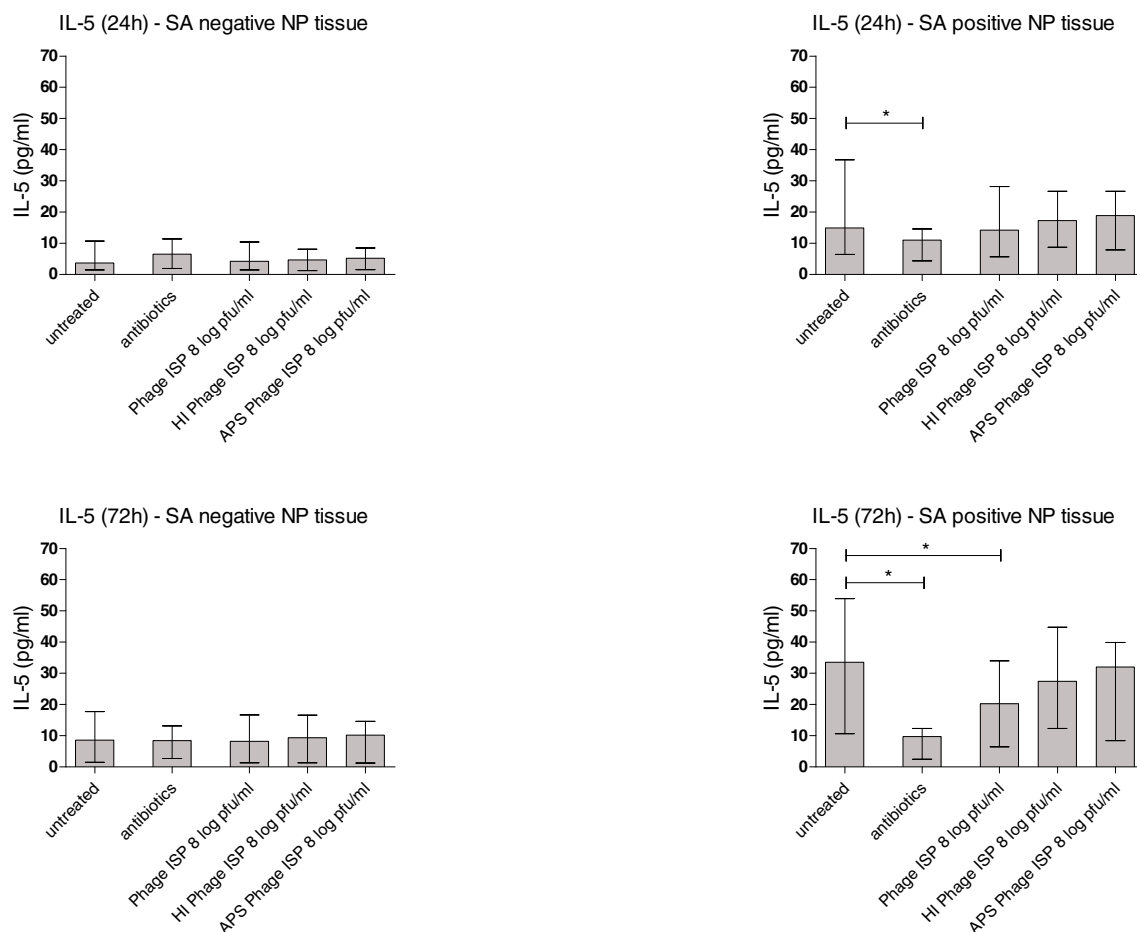 IL-5 (24h) - SA negative NP tissue
70
60
50
40
30
20
10
0
IL-5 (pg/ml)
untreated
antibiotics
Phage ISP 8 log pfu/ml
HI Phage ISP 8 log pfu/ml
APS Phage ISP 8 log pfu/ml
IL-5 (24h) - SA positive NP tissue
70
60
50
40
30
20
10
0
IL-5 (pg/ml)
*
untreated
antibiotics
Phage ISP 8 log pfu/ml
HI Phage ISP 8 log pfu/ml
APS Phage ISP 8 log pfu/ml
IL-5 (72h) - SA negative NP tissue
70
60
50
40
30
20
10
0
IL-5 (pg/ml)
untreated
antibiotics
Phage ISP 8 log pfu/ml
HI Phage ISP 8 log pfu/ml
APS Phage ISP 8 log pfu/ml
IL-5 (72h) - SA positive NP tissue
70
60
50
40
30
20
10
0
IL-5 (pg/ml)
*
*
untreated
antibiotics
Phage ISP 8 log pfu/ml
HI Phage ISP 8 log pfu/ml
APS Phage ISP 8 log pfu/ml